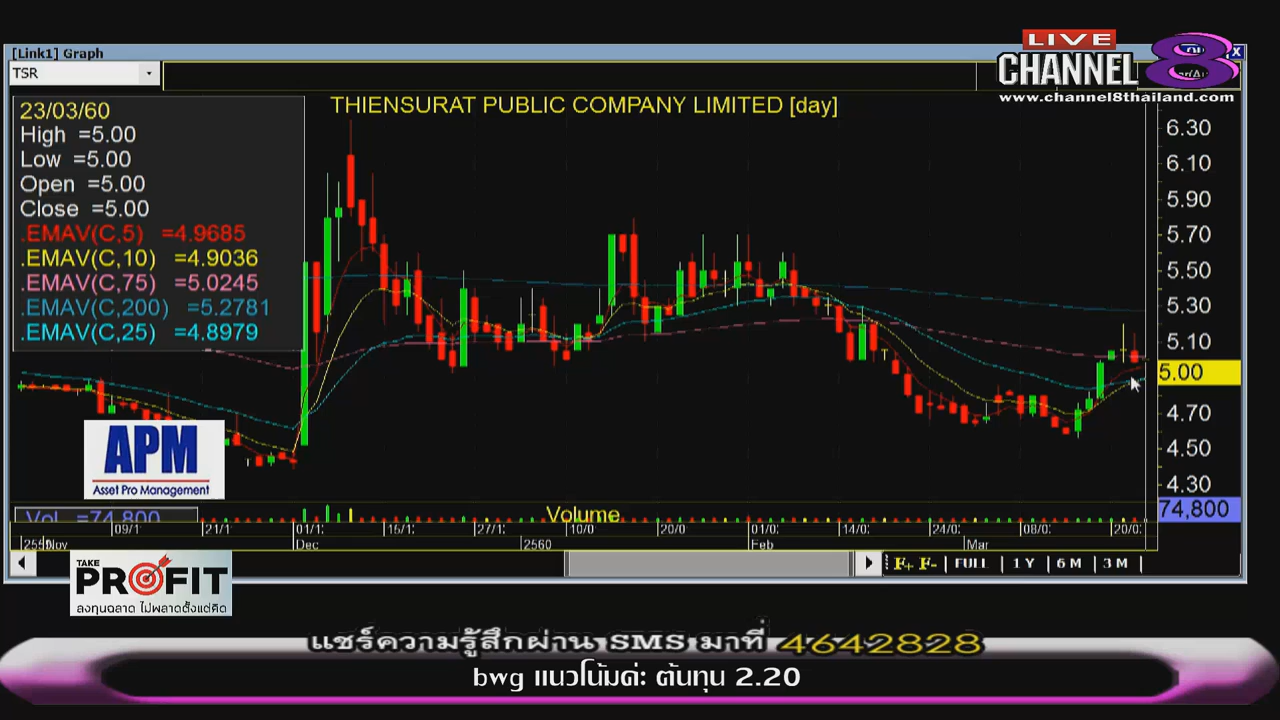 [Link1] Graph
TSR
LIVE
CHANNEL 8
www.channel8thailand.com
THIENSURAT PUBLIC COMPANY LIMITED [day]
23/03/60
High =5.00
Low =5.00
Open =5.00
Close =5.00
.EMAV(C,5) =4.9685
.EMAV(C,10) =4.9036
.EMAV(C,75) =5.0245
.EMAV(C,200) =5.2781
.EMAV(C,25) =4.8979
6.30
6.10
5.90
5.70
5.50
5.30
5.10
5.00
4.70
4.50
4.30
74,800
APM
Asset Pro Management
Vol. =74,800
Volume
09/1 21/1 01/1 15/1 27/1 10/0 20/0 01/0 14/0 24/0 08/0 20/0
Nov Dec 2560 Feb Mar
F+ F- FULL 1 Y 6 M 3 M
TAKE
PROFIT
ลงทุนฉลาด ไม่พลาดตั้งแต่คิด
แชร์ความรู้สึกผ่าน SMS มาที่ 4642828
bwg แนวโน้มค่ะ ต้นทุน 2.20